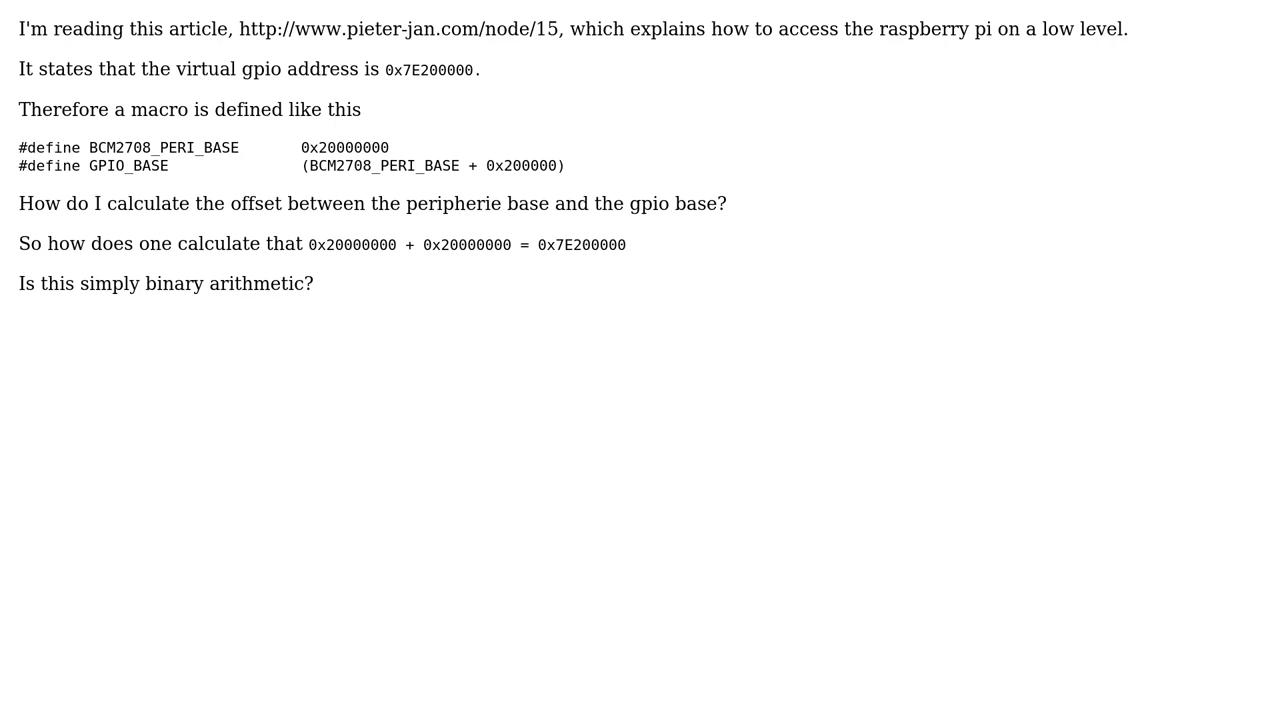 I'm reading this article, http://www.pieter-jan.com/node/15, which explains how to access the raspberry pi on a low level.
It states that the virtual gpio address is 0x7E200000.
Therefore a macro is defined like this
#define BCM2708_PERI_BASE 0x20000000
#define GPIO_BASE (BCM2708_PERI_BASE + 0x200000)
How do I calculate the offset between the peripherie base and the gpio base?
So how does one calculate that 0x20000000 + 0x20000000 = 0x7E200000
Is this simply binary arithmetic?